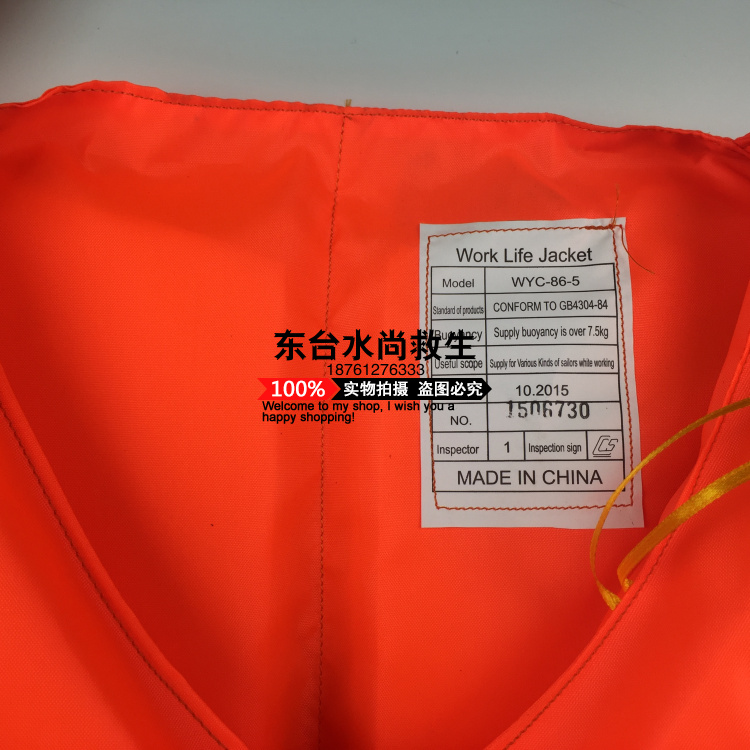 Work Life Jacket
Model WYC-86-5
Standard of products CONFORM TO GB4304-84
Buoyancy Supply buoyancy is over 7.5kg
Useful scope Supply for Various Kinds of sailors white working
10.2015
NO. 1506730
Inspector 1 Inspection sign CS
MADE IN CHINA
东台水尚救生
18761276333
100% 实物拍摄 盗图必究
Welcome to my shop, I wish you a
happy shopping!